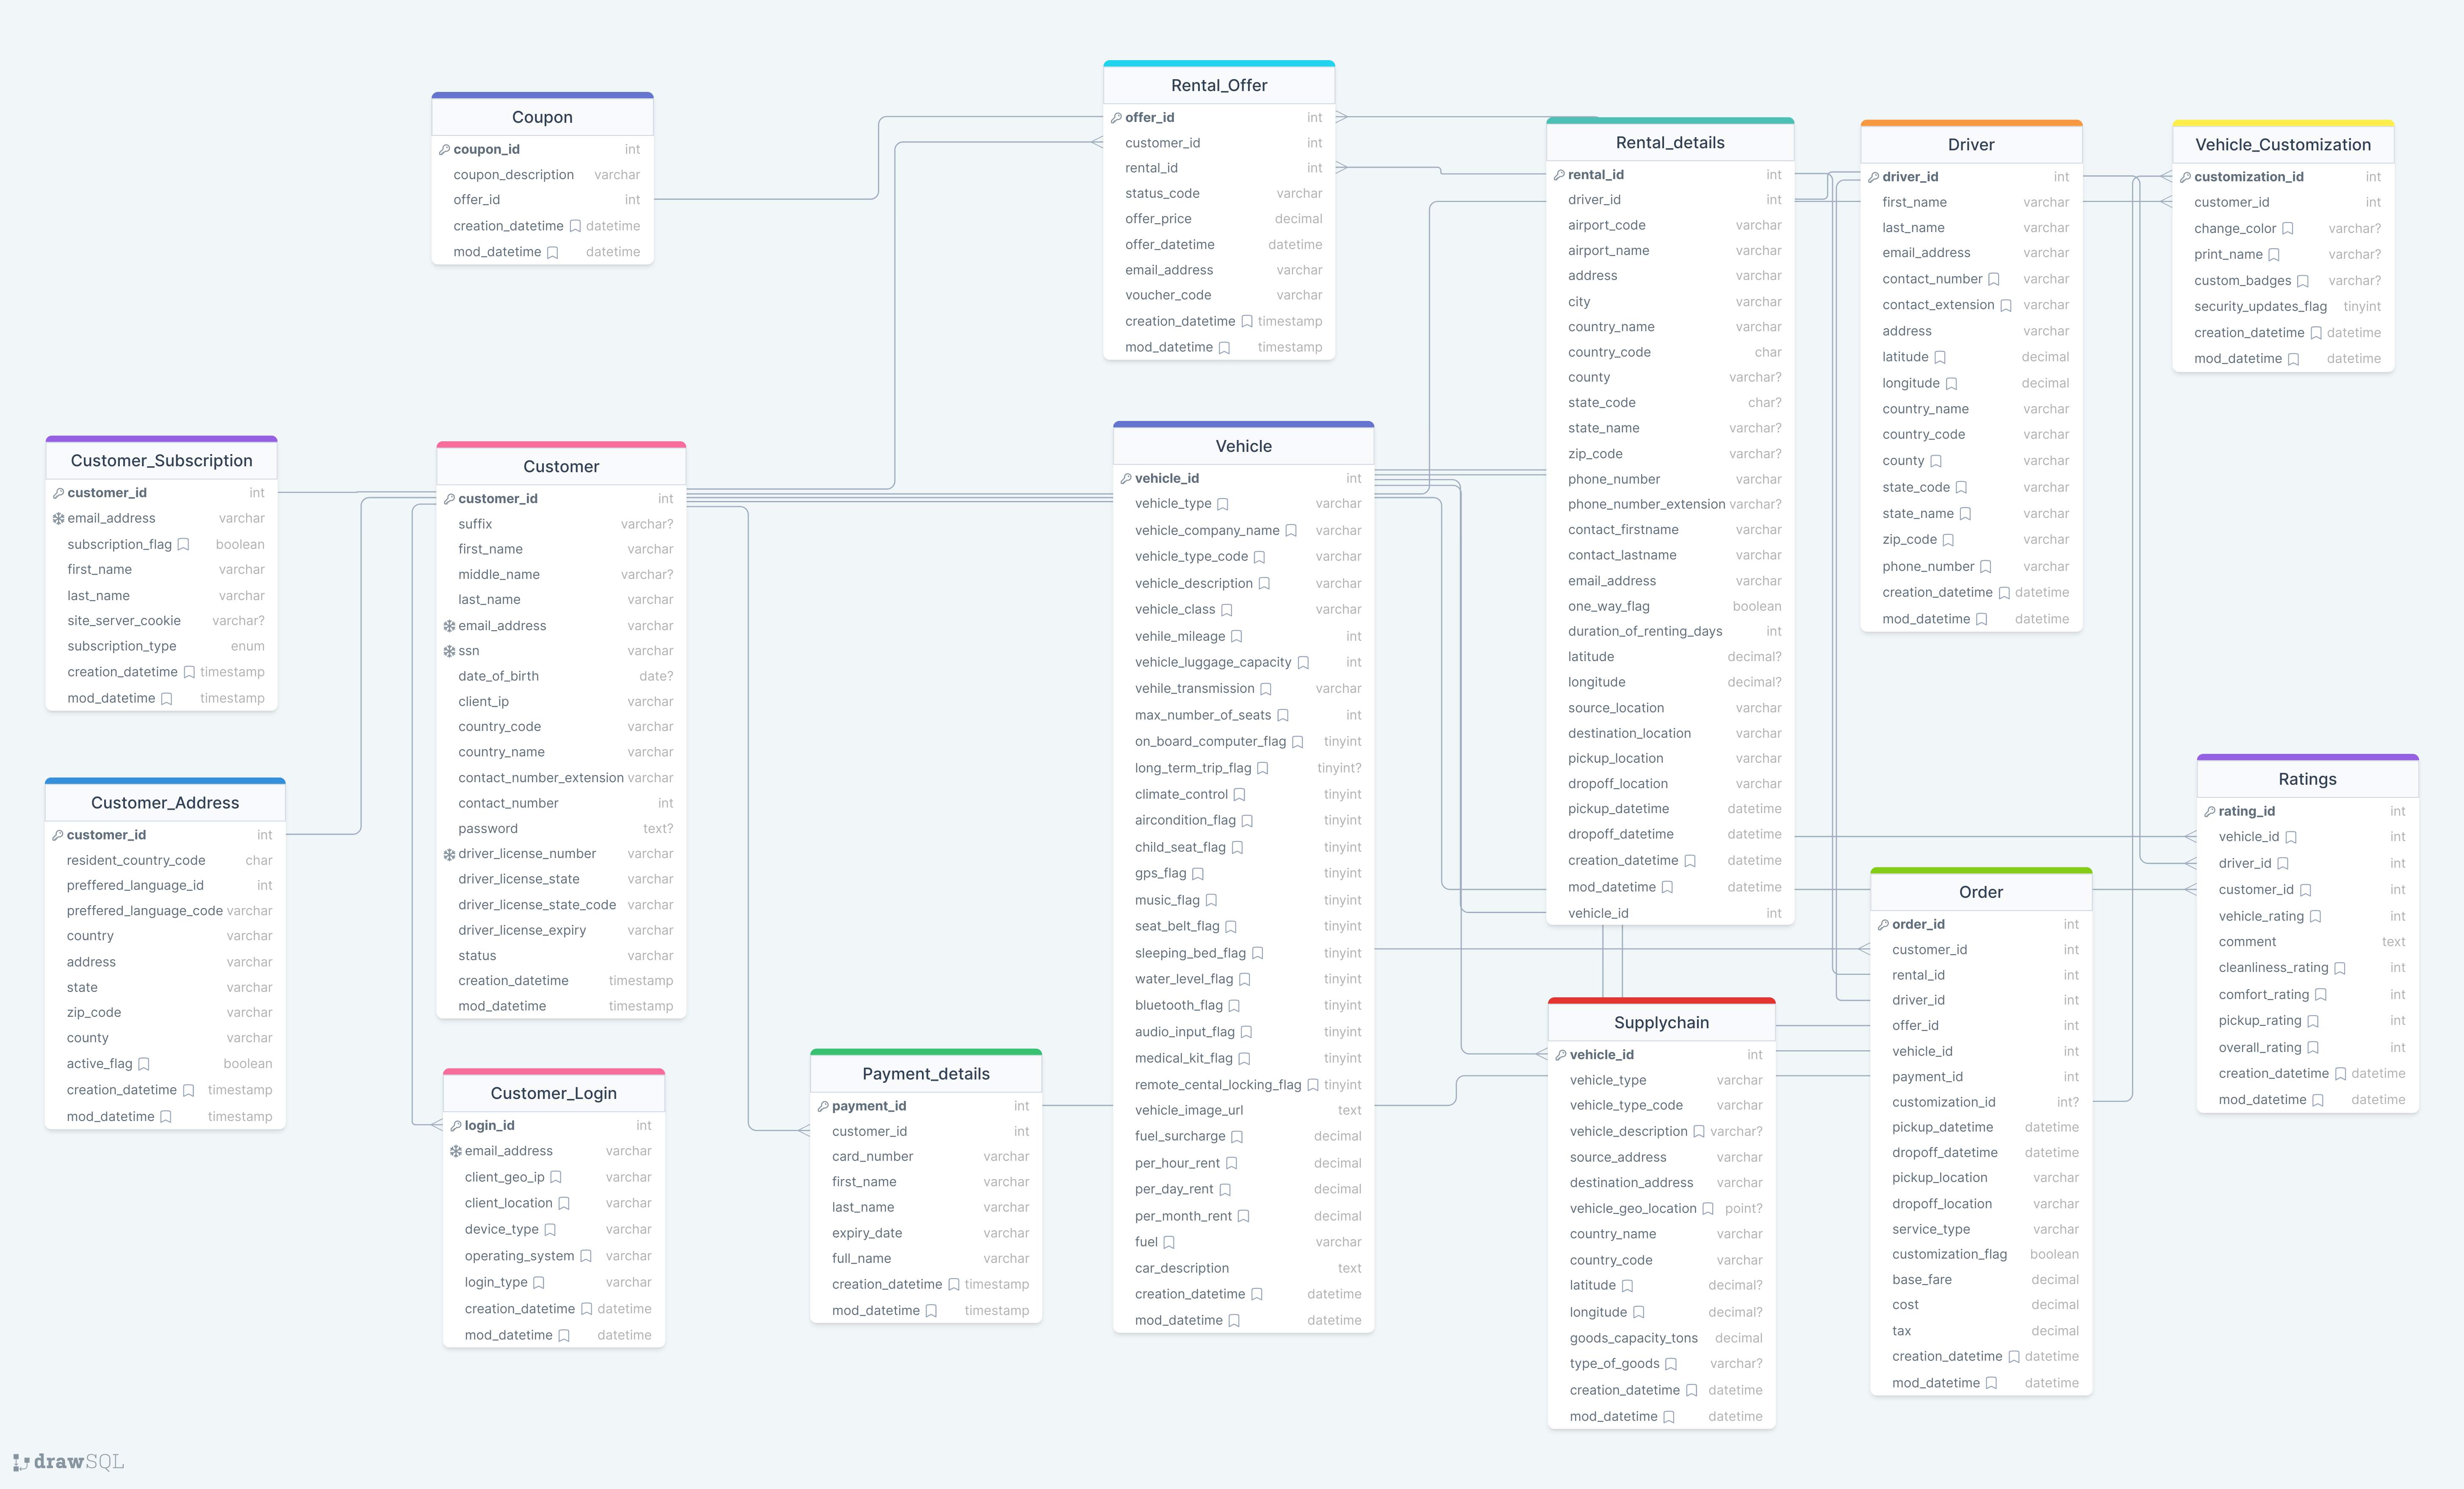 Coupon
coupon_id int
coupon_description varchar
offer_id int
creation_datetime datetime
mod_datetime datetime
Rental_Offer
offer_id int
customer_id int
rental_id int
status_code varchar
offer_price decimal
offer_datetime datetime
email_address varchar
voucher_code varchar
creation_datetime timestamp
mod_datetime timestamp
Rental_details
rental_id int
driver_id int
airport_code varchar
airport_name varchar
address varchar
city varchar
country_name varchar
country_code char
county varchar?
state_code char?
state_name varchar?
zip_code varchar?
phone_number varchar
phone_number_extension varchar?
contact_firstname varchar
contact_lastname varchar
email_address varchar
one_way_flag boolean
duration_of_renting_days int
latitude decimal?
longitude decimal?
source_location varchar
destination_location varchar
pickup_location varchar
dropoff_location varchar
pickup_datetime datetime
dropoff_datetime datetime
creation_datetime datetime
mod_datetime datetime
vehicle_id int
Driver
driver_id int
first_name varchar
last_name varchar
email_address varchar
contact_number varchar
contact_extension varchar
address varchar
latitude decimal
longitude decimal
country_name varchar
country_code varchar
county varchar
state_code varchar
state_name varchar
zip_code varchar
phone_number varchar
creation_datetime datetime
mod_datetime datetime
Vehicle_Customization
customization_id int
customer_id int
change_color varchar?
print_name varchar?
custom_badges varchar?
security_updates_flag tinyint
creation_datetime datetime
mod_datetime datetime
Customer_Subscription
customer_id int
email_address varchar
subscription_flag boolean
first_name varchar
last_name varchar
site_server_cookie varchar?
subscription_type enum
creation_datetime timestamp
mod_datetime timestamp
Customer
customer_id int
suffix varchar?
first_name varchar
middle_name varchar?
last_name varchar
email_address varchar
ssn varchar
date_of_birth date?
client_ip varchar
country_code varchar
country_name varchar
contact_number_extension varchar
contact_number int
password text?
driver_license_number varchar
driver_license_state varchar
driver_license_state_code varchar
driver_license_expiry varchar
status varchar
creation_datetime timestamp
mod_datetime timestamp
Vehicle
vehicle_id int
vehicle_type varchar
vehicle_company_name varchar
vehicle_type_code varchar
vehicle_description varchar
vehicle_class varchar
vehile_mileage int
vehicle_luggage_capacity int
vehile_transmission varchar
max_number_of_seats int
on_board_computer_flag tinyint
long_term_trip_flag tinyint?
climate_control tinyint
aircondition_flag tinyint
child_seat_flag tinyint
gps_flag tinyint
music_flag tinyint
seat_belt_flag tinyint
sleeping_bed_flag tinyint
water_level_flag tinyint
bluetooth_flag tinyint
audio_input_flag tinyint
medical_kit_flag tinyint
remote_cental_locking_flag tinyint
vehicle_image_url text
fuel_surcharge decimal
per_hour_rent decimal
per_day_rent decimal
per_month_rent decimal
fuel varchar
car_description text
creation_datetime datetime
mod_datetime datetime
Customer_Address
customer_id int
resident_country_code char
preffered_language_id int
preffered_language_code varchar
country varchar
address varchar
state varchar
zip_code varchar
county varchar
active_flag boolean
creation_datetime timestamp
mod_datetime timestamp
Customer_Login
login_id int
email_address varchar
client_geo_ip varchar
client_location varchar
device_type varchar
operating_system varchar
login_type varchar
creation_datetime datetime
mod_datetime datetime
Payment_details
payment_id int
customer_id int
card_number varchar
first_name varchar
last_name varchar
expiry_date varchar
full_name varchar
creation_datetime timestamp
mod_datetime timestamp
Supplychain
vehicle_id int
vehicle_type varchar
vehicle_type_code varchar
vehicle_description varchar?
source_address varchar
destination_address varchar
vehicle_geo_location point?
country_name varchar
country_code varchar
latitude decimal?
longitude decimal?
goods_capacity_tons decimal
type_of_goods varchar?
creation_datetime datetime
mod_datetime datetime
Order
order_id int
customer_id int
rental_id int
driver_id int
offer_id int
vehicle_id int
payment_id int
customization_id int?
pickup_datetime datetime
dropoff_datetime datetime
pickup_location varchar
dropoff_location varchar
service_type varchar
customization_flag boolean
base_fare decimal
cost decimal
tax decimal
creation_datetime datetime
mod_datetime datetime
Ratings
rating_id int
vehicle_id int
driver_id int
customer_id int
vehicle_rating int
comment text
cleanliness_rating int
comfort_rating int
pickup_rating int
overall_rating int
creation_datetime datetime
mod_datetime datetime
drawSQL